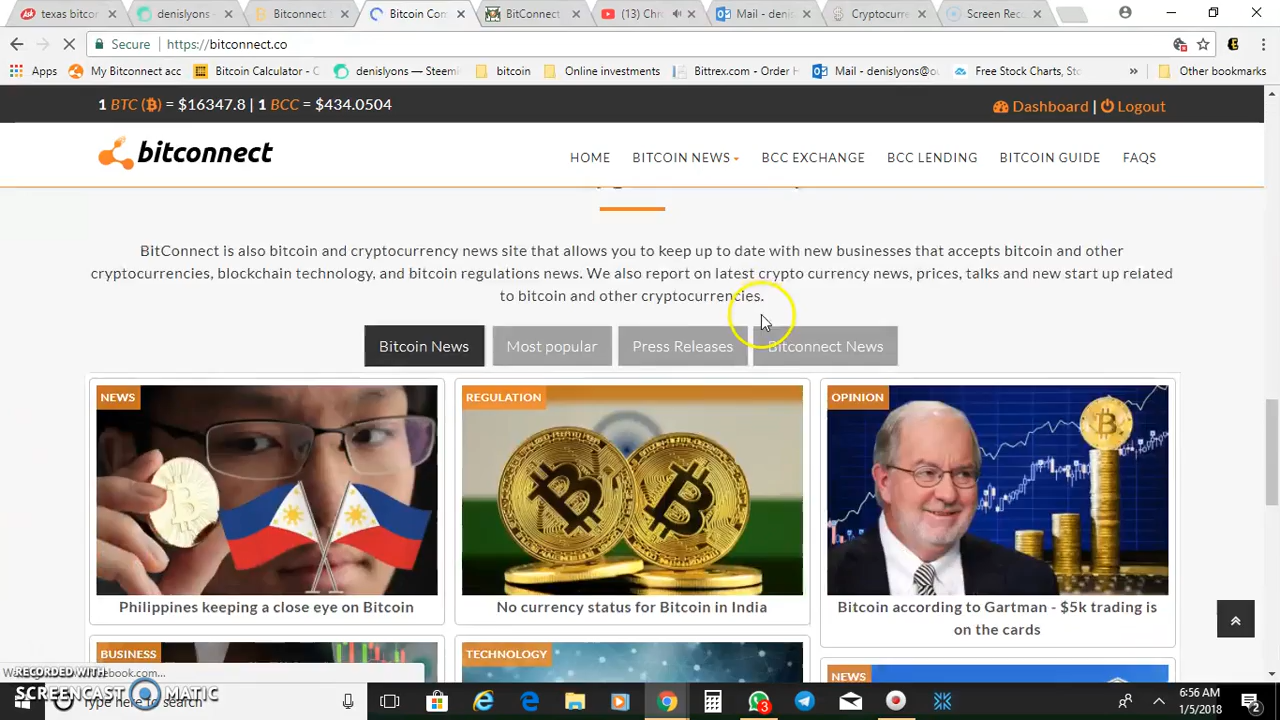 texas bitcor
denislyons —
Bitconnect
Bitcoin Com
BitConnect
(13) Chr
Mail - denis
Cryptocurre
Screen Rec
Secure
https://bitconnect.co
Apps
My Bitconnect acc
Bitcoin Calculator - C
denislyons — Steemi
bitcoin
Online investments
Bittrex.com - Order H
Mail - denislyons@ou
Free Stock Charts, St
»
Other bookmarks
1 BTC (₿) = $16347.8 | 1 BCC = $434.0504
Dashboard | Logout
bitconnect
HOME
BITCOIN NEWS
BCC EXCHANGE
BCC LENDING
BITCOIN GUIDE
FAQS
BitConnect is also bitcoin and cryptocurrency news site that allows you to keep up to date with new businesses that accepts bitcoin and other
cryptocurrencies, blockchain technology, and bitcoin regulations news. We also report on latest crypto currency news, prices, talks and new start up related
to bitcoin and other cryptocurrencies.
Bitcoin News
Most popular
Press Releases
Bitconnect News
NEWS
REGULATION
OPINION
Philippines keeping a close eye on Bitcoin
No currency status for Bitcoin in India
Bitcoin according to Gartman - $5k trading is
on the cards
BUSINESS
TECHNOLOGY
NEWS
RECORDED WITH
SCREENCAST MATIC
Type here to search
3
6:56 AM
1/5/2018
2